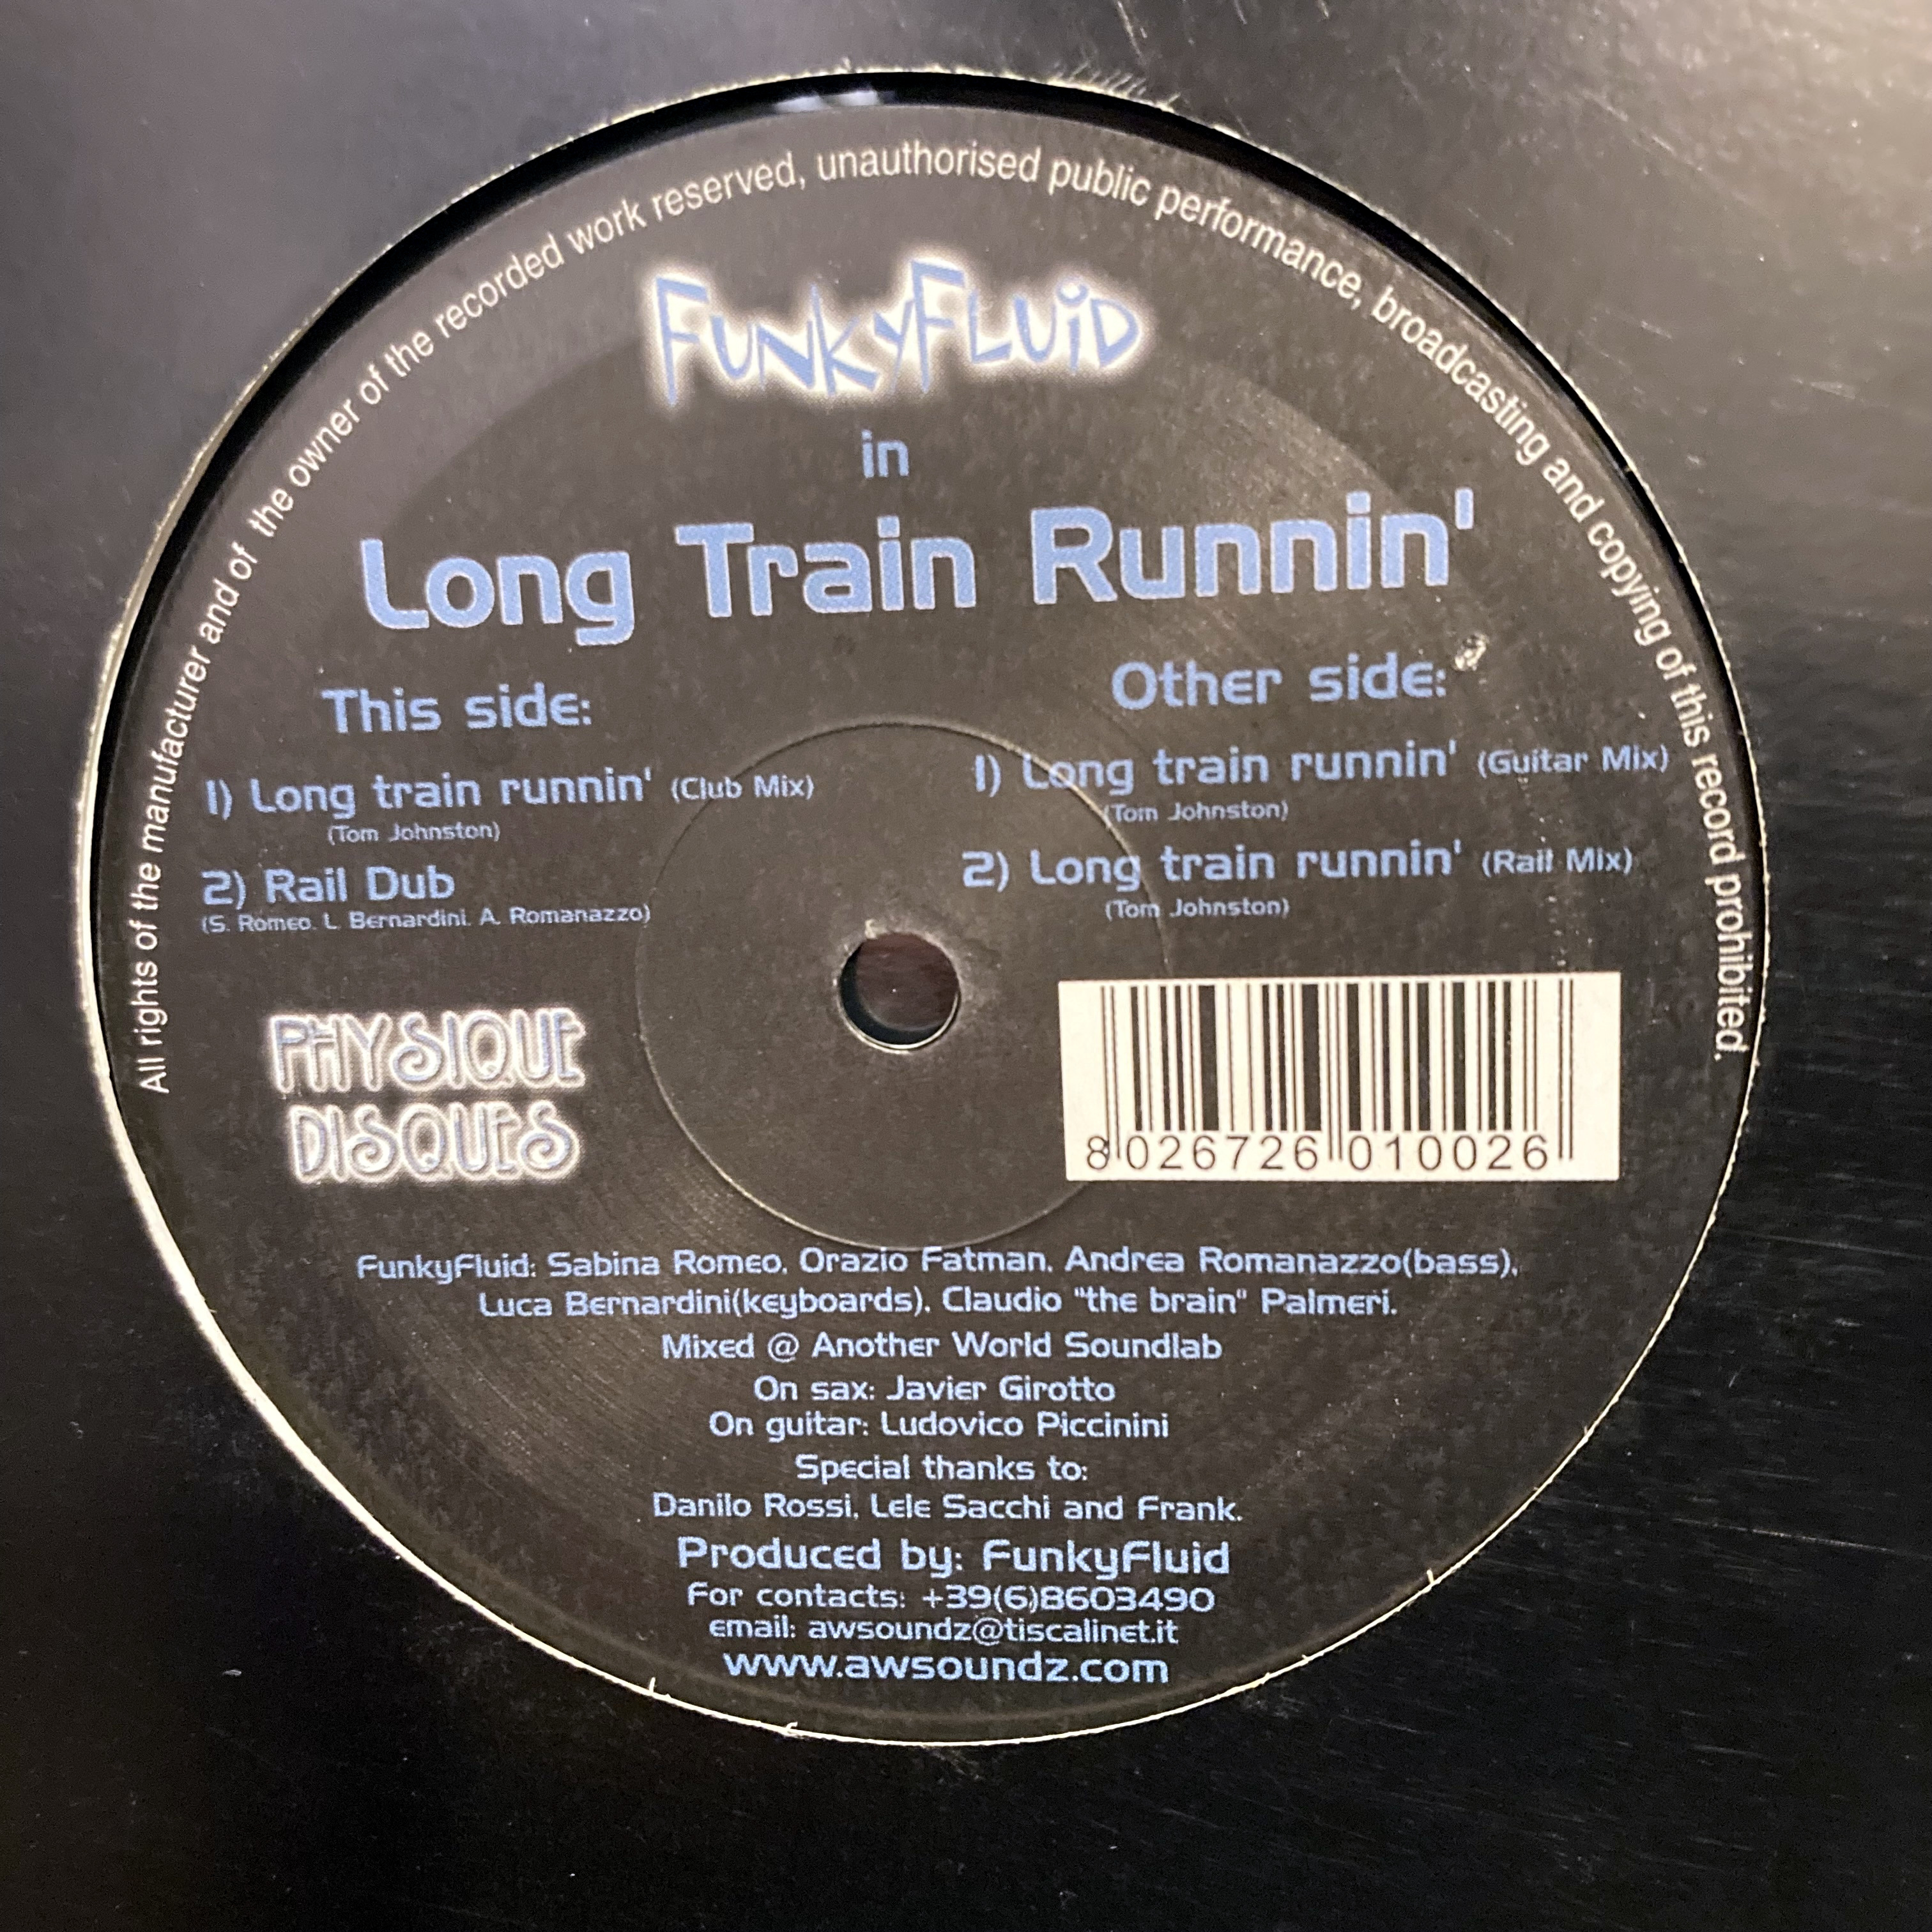 All rights of the manufacturer and of the owner of the recorded work reserved, unauthorised public performance, broadcasting and copying of this record prohibited.
FunkyFluid
in
Long Train Runnin'
This side:
1) Long train runnin' (Club Mix)
(Tom Johnston)
2) Rail Dub
(S. Romeo. L. Bernardini. A. Romanazzo)
Other side:
1) Long train runnin' (Guitar Mix)
(Tom Johnston)
2) Long train runnin' (Rail Mix)
(Tom Johnston)
PHYSIQUE
DISQUES
8 026726 010026
FunkyFluid: Sabina Romeo, Orazio Fatman, Andrea Romanazzo(bass),
Luca Bernardini(keyboards), Claudio "the brain" Palmeri.
Mixed @ Another World Soundlab
On sax: Javier Girotto
On guitar: Ludovico Piccinini
Special thanks to:
Danilo Rossi, Lele Sacchi and Frank.
Produced by: FunkyFluid
For contacts: +39(6)8603490
email: awsoundz@tiscalinet.it
www.awsoundz.com